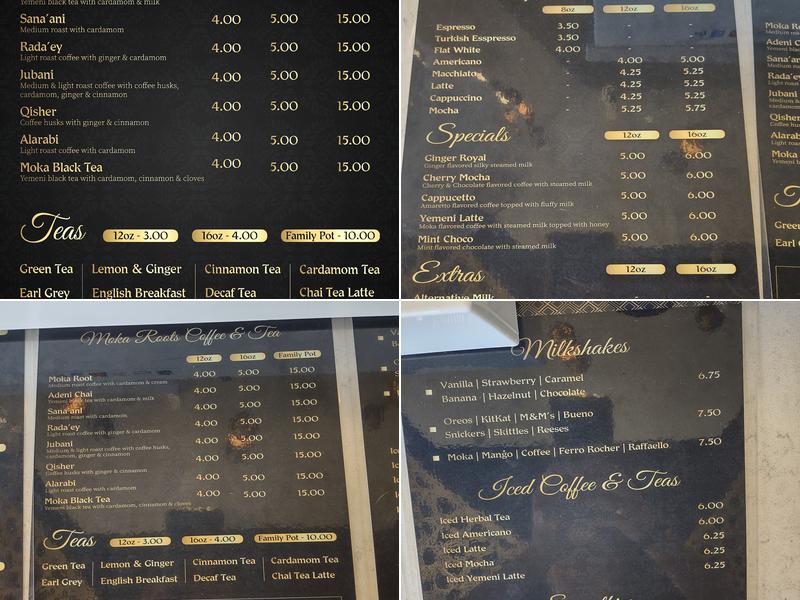 Yemeni black tea with cardamom & milk
Sana'ani 4.00 5.00 15.00
Medium roast with cardamom
Rada'ey 4.00 5.00 15.00
Light roast coffee with ginger & cardamom
Jubani 4.00 5.00 15.00
Medium & light roast coffee with coffee husks,
cardamom, ginger & cinnamon
Qisher 4.00 5.00 15.00
Coffee husks with ginger & cinnamon
Alarabi 4.00 5.00 15.00
Light roast coffee with cardamom
Moka Black Tea 4.00 5.00 15.00
Yemeni black tea with cardamom, cinnamon & cloves
Teas 12oz - 3.00 16oz - 4.00 Family Pot - 10.00
Green Tea Lemon & Ginger Cinnamon Tea Cardamom Tea
Earl Grey English Breakfast Decaf Tea Chai Tea Latte
8oz 12oz 16oz
Espresso 3.50 - -
Turkish Esspresso 3.50 - -
Flat White 4.00 - -
Americano - 4.00 5.00
Macchiato - 4.25 5.25
Latte - 4.25 5.25
Cappuccino - 4.25 5.25
Mocha - 5.25 5.75
Specials 12oz 16oz
Ginger Royal 5.00 6.00
Ginger flavored silky steamed milk
Cherry Mocha 5.00 6.00
Cherry & Chocolate flavored coffee with steamed milk
Cappucetto 5.00 6.00
Amaretto flavored coffee topped with fluffy milk
Yemeni Latte 5.00 6.00
Moka flavored coffee with steamed milk topped with honey
Mint Choco 5.00 6.00
Mint flavored chocolate with steamed milk
Extras 12oz 16oz
Alternative Milk
Moka Roots Coffee & Tea
12oz 16oz Family Pot
Moka Root 4.00 5.00 15.00
Medium roast coffee with cardamom & cream
Adeni Chai 4.00 5.00 15.00
Yemeni black tea with cardamom & milk
Sana'ani 4.00 5.00 15.00
Medium roast with cardamom
Rada'ey 4.00 5.00 15.00
Light roast coffee with ginger & cardamom
Jubani 4.00 5.00 15.00
Medium & light roast coffee with coffee husks,
cardamom, ginger & cinnamon
Qisher 4.00 5.00 15.00
Coffee husks with ginger & cinnamon
Alarabi 4.00 5.00 15.00
Light roast coffee with cardamom
Moka Black Tea 4.00 5.00 15.00
Yemeni black tea with cardamom, cinnamon & cloves
Teas 12oz - 3.00 16oz - 4.00 Family Pot - 10.00
Green Tea Lemon & Ginger Cinnamon Tea Cardamom Tea
Earl Grey English Breakfast Decaf Tea Chai Tea Latte
Milkshakes
Vanilla | Strawberry | Caramel 6.75
Banana | Hazelnut | Chocolate
Oreos | KitKat | M&M's | Bueno 7.50
Snickers | Skittles | Reeses
Moka | Mango | Coffee | Ferro Rocher | Raffaello 7.50
Iced Coffee & Teas
Iced Herbal Tea 6.00
Iced Americano 6.00
Iced Latte 6.25
Iced Mocha 6.25
Iced Yemeni Latte 6.25